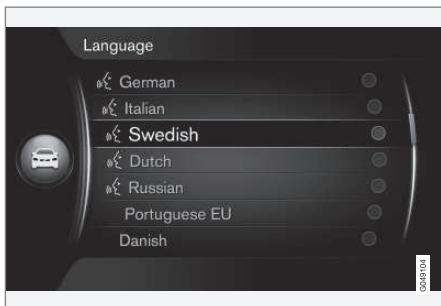 Language
German
Italian
Swedish
Dutch
Russian
Portuguese EU
Danish
G049104